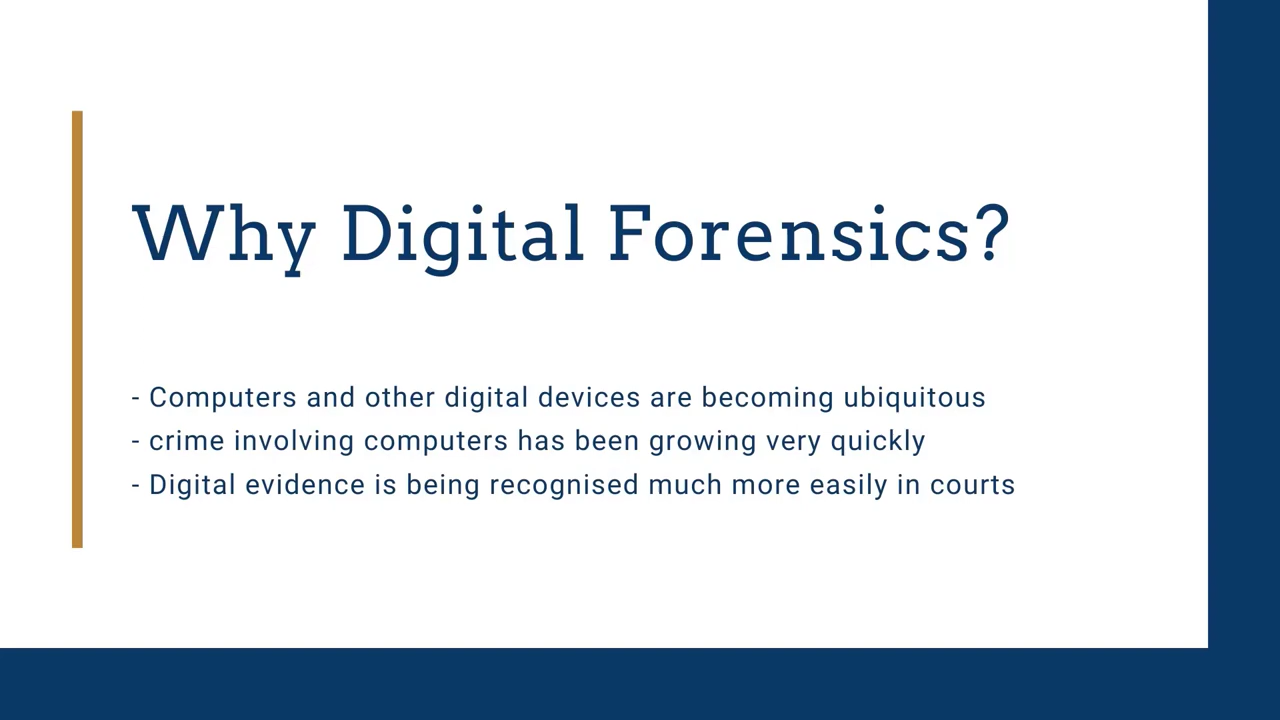 Why Digital Forensics?
- Computers and other digital devices are becoming ubiquitous
- crime involving computers has been growing very quickly
- Digital evidence is being recognised much more easily in courts